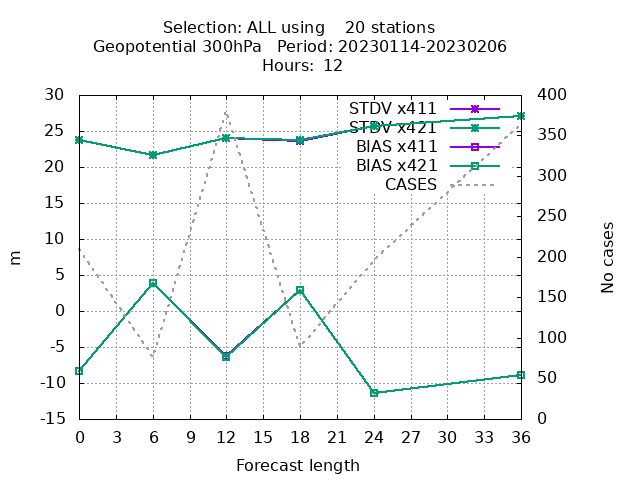 Selection: ALL using    20 stations
Geopotential 300hPa   Period: 20230114-20230206
Hours:  12
30
25
20
15
10
5
0
-5
-10
-15
m
STDV x411
STDV x421
BIAS x411
BIAS x421
CASES
400
350
300
250
200
150
100
50
0
No cases
0 3 6 9 12 15 18 21 24 27 30 33 36
Forecast length